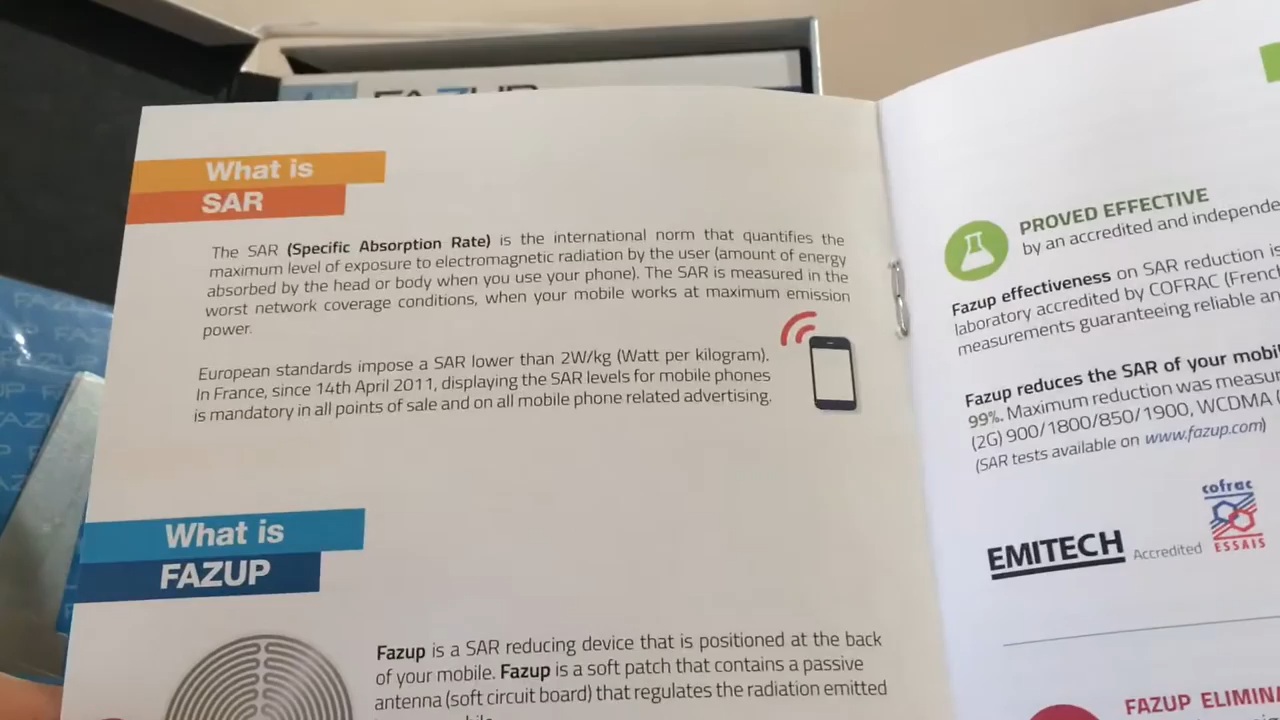 FAZUP
What is
SAR
The SAR (Specific Absorption Rate) is the international norm that quantifies the
maximum level of exposure to electromagnetic radiation by the user (amount of energy
absorbed by the head or body when you use your phone). The SAR is measured in the
worst network coverage conditions, when your mobile works at maximum emission
power.
European standards impose a SAR lower than 2W/kg (Watt per kilogram).
In France, since 14th April 2011, displaying the SAR levels for mobile phones
is mandatory in all points of sale and on all mobile phone related advertising.
What is
FAZUP
Fazup is a SAR reducing device that is positioned at the back
of your mobile. Fazup is a soft patch that contains a passive
antenna (soft circuit board) that regulates the radiation emitted
PROVED EFFECTIVE
by an accredited and
Fazup effectiveness on SAR reduction is
laboratory accredited by COFRAC
measurements guaranteeing reliable
Fazup reduces the SAR of your
99%. Maximum reduction was
(2G) 900/1800/850/1900, WCDMA
(SAR tests available on www.fazup.com)
EMITECH Accredited
cofrac
ESSAIS
FAZUP